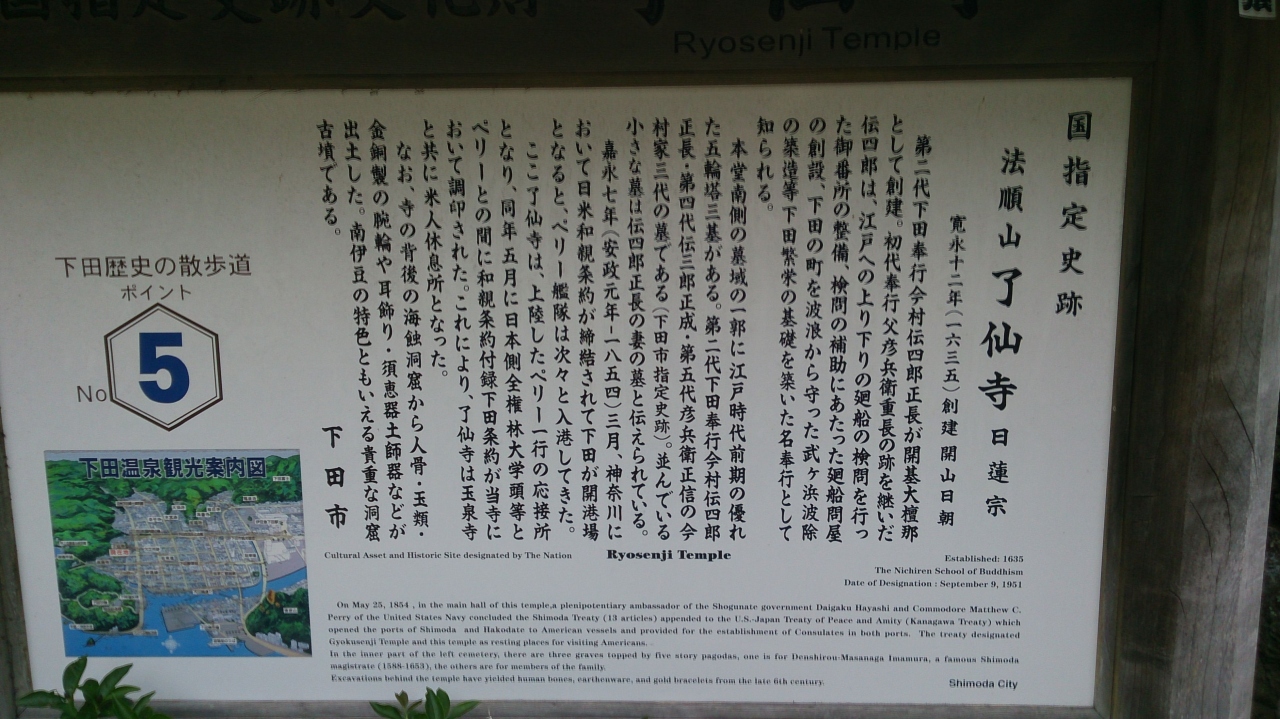 Ryosenji Temple
国指定史跡
法順山 了仙寺 日蓮宗
寛永十二年(一六三五)創建 開山日朝
第二代下田奉行今村伝四郎正長が開基大檀那
として創建。初代奉行父彦兵衛重長の跡を継いだ
伝四郎は、江戸への上り下りの廻船の検問を行っ
た御番所の整備、検問の補助にあたった廻船問屋
の創設、下田の町を波浪から守った武ヶ浜波除
の築造等下田繁栄の基礎を築いた名奉行として
知られる。
本堂南側の墓域の一郭に江戸時代前期の優れ
た五輪塔三基がある。第二代下田奉行今村伝四郎
正長・第四代伝三郎正成・第五代彦兵衛正信の今
村家三代の墓である(下田市指定史跡)。並んでいる
小さな墓は伝四郎正長の妻の墓と伝えられている。
嘉永七年(安政元年ー一八五四)三月、神奈川に
おいて日米和親条約が締結されて下田が開港場
となると、ペリー艦隊は次々と入港してきた。
ここ了仙寺は、上陸したペリー一行の応接所
となり、同年五月に日本側全権 林大学頭等と
ペリーとの間に和親条約付録下田条約が当寺に
おいて調印された。これにより、了仙寺は玉泉寺
と共に米人休息所となった。
なお、寺の背後の海蝕洞窟から人骨・玉類・
金銅製の腕輪や耳飾り・須恵器土師器などが
出土した。南伊豆の特色ともいえる貴重な洞窟
古墳である。
下田市
下田歴史の散歩道
ポイント
No 5
下田温泉観光案内図
Cultural Asset and Historic Site designated by The Nation
Ryosenji Temple
Established: 1635
The Nichiren School of Buddhism
Date of Designation : September 9, 1951
On May 25, 1854 , in the main hall of this temple,a plenipotentiary ambassador of the Shogunate government Daigaku Hayashi and Commodore Matthew C.
Perry of the United States Navy concluded the Shimoda Treaty (13 articles) appended to the U.S.-Japan Treaty of Peace and Amity (Kanagawa Treaty) which
opened the ports of Shimoda and Hakodate to American vessels and provided for the establishment of Consulates in both ports. The treaty designated
Gyokusenji Temple and this temple as resting places for visiting Americans.
In the inner part of the left cemetery, there are three graves topped by five story pagodas, one is for Denshirou-Masanaga Imamura, a famous Shimoda
magistrate (1588-1653), the others are for members of the family.
Excavations behind the temple have yielded human bones, earthenware, and gold bracelets from the late 6th century.
Shimoda City